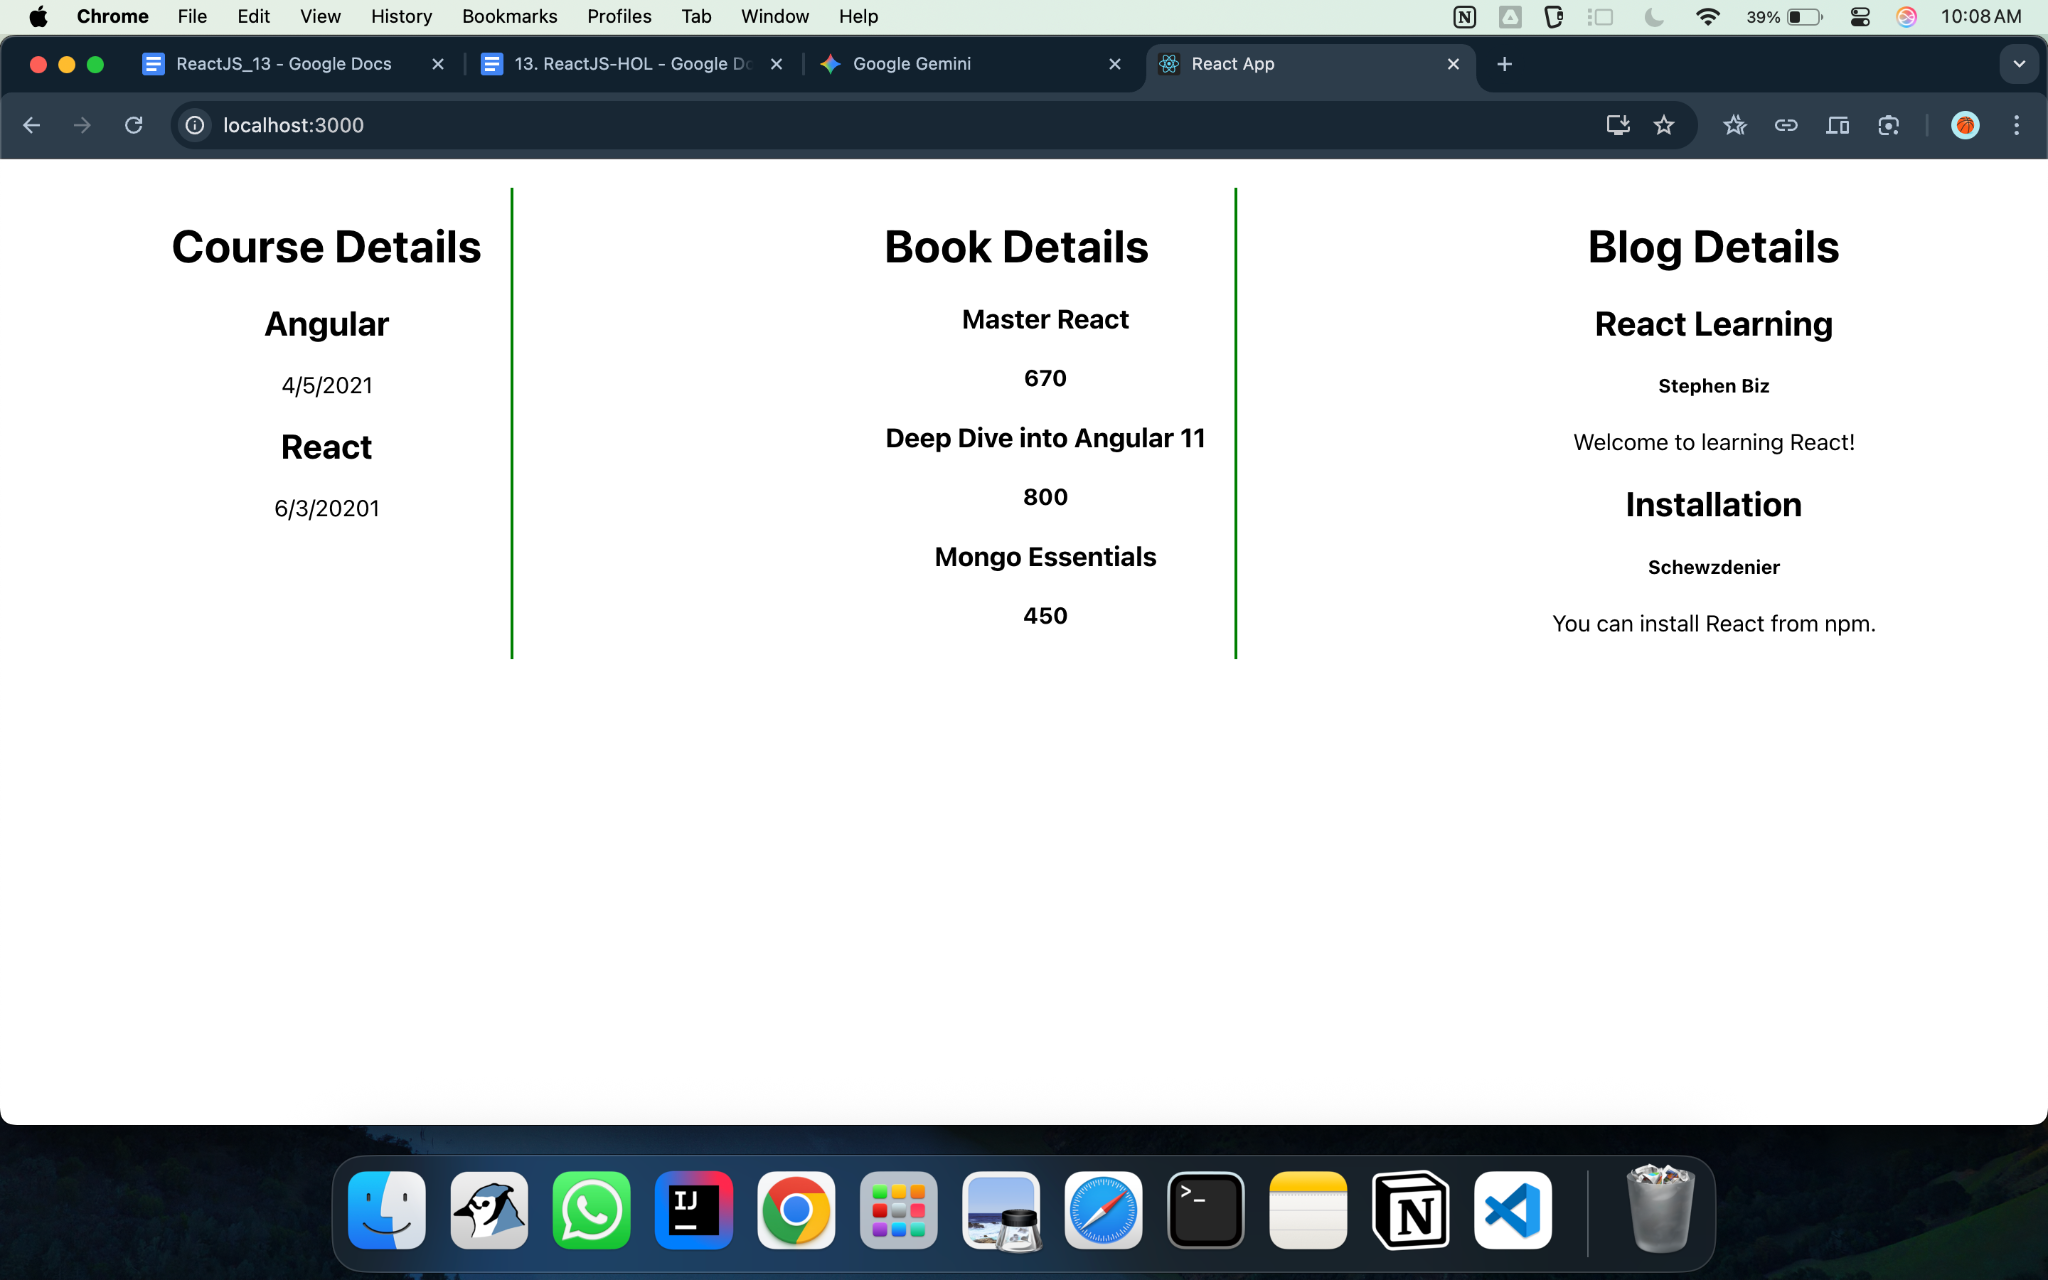 Chrome File Edit View History Bookmarks Profiles Tab Window Help 39% 10:08 AM
ReactJS_13 - Google Docs 13. ReactJS-HOL - Google Do Google Gemini React App
localhost:3000
Course Details
Angular
4/5/2021
React
6/3/20201
Book Details
Master React
670
Deep Dive into Angular 11
800
Mongo Essentials
450
Blog Details
React Learning
Stephen Biz
Welcome to learning React!
Installation
Schewzdenier
You can install React from npm.
IJ
>_
N